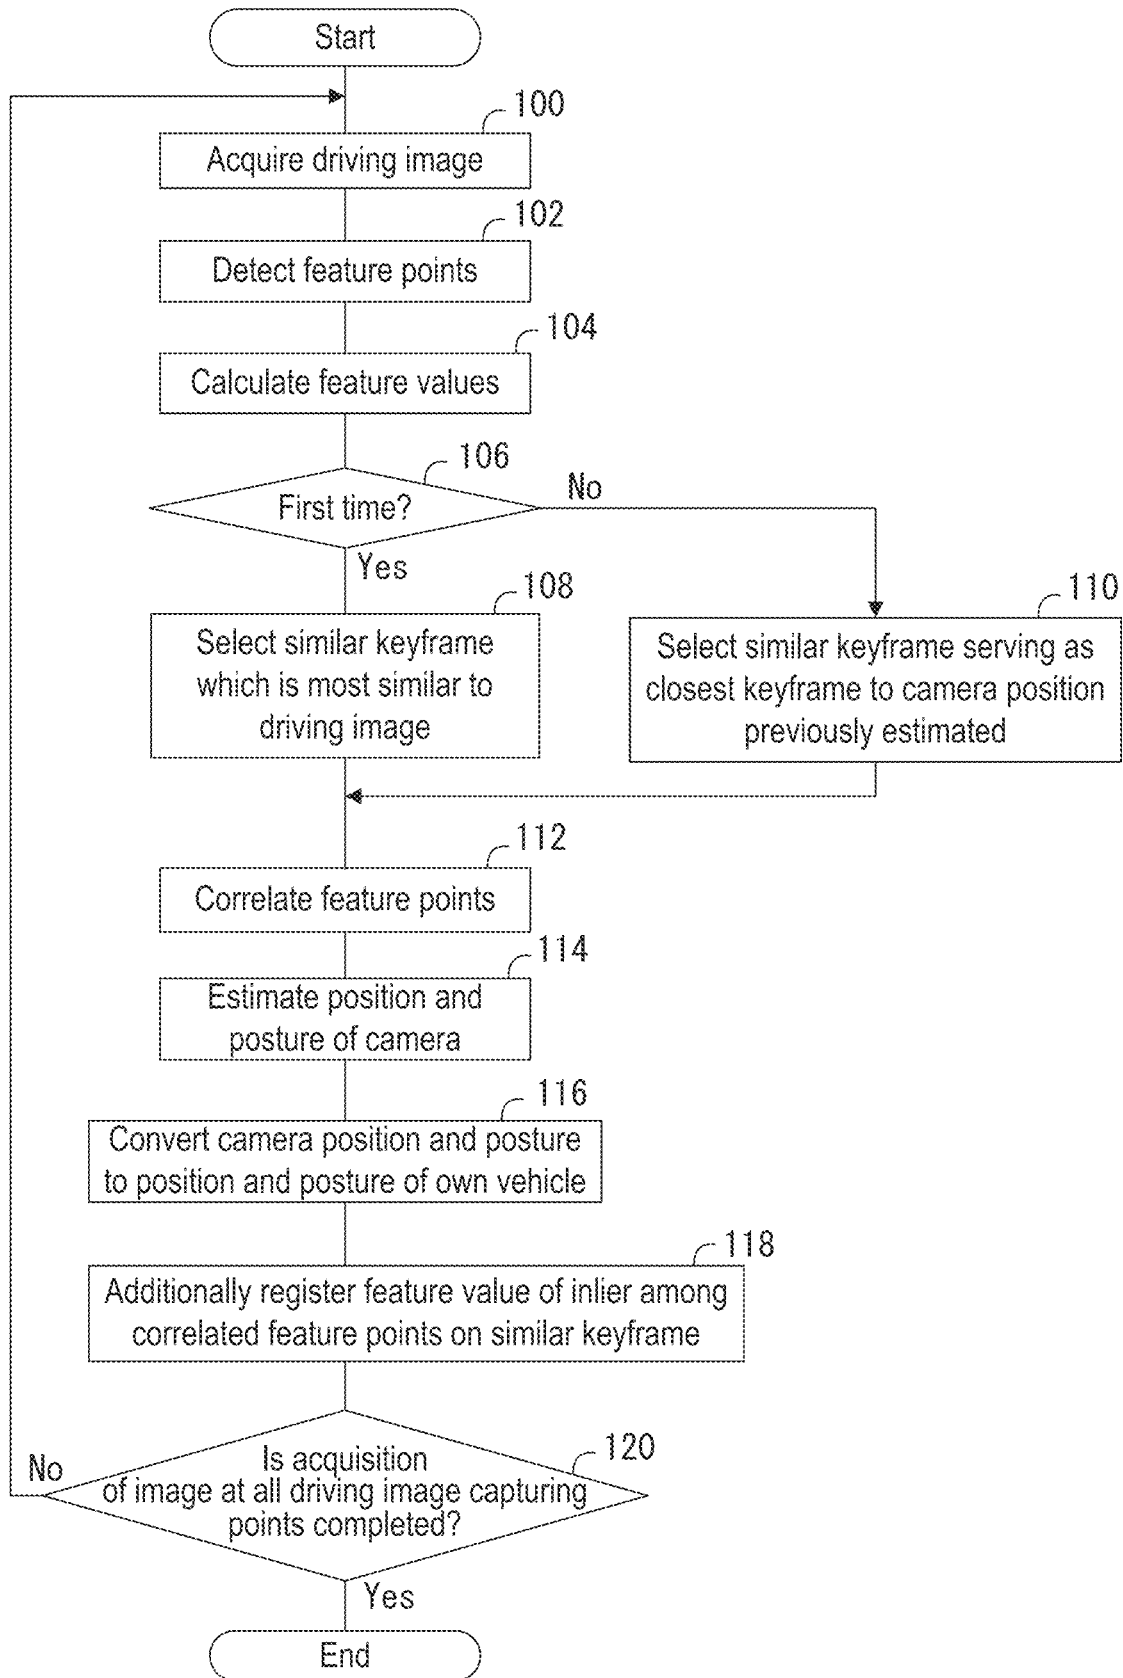 Start
100
Acquire driving image
102
Detect feature points
104
Calculate feature values
106
First time?
No
Yes
108
Select similar keyframe
which is most similar to
driving image
110
Select similar keyframe serving as
closest keyframe to camera position
previously estimated
112
Correlate feature points
114
Estimate position and
posture of camera
116
Convert camera position and posture
to position and posture of own vehicle
118
Additionally register feature value of inlier among
correlated feature points on similar keyframe
120
Is acquisition
of image at all driving image capturing
points completed?
No
Yes
End